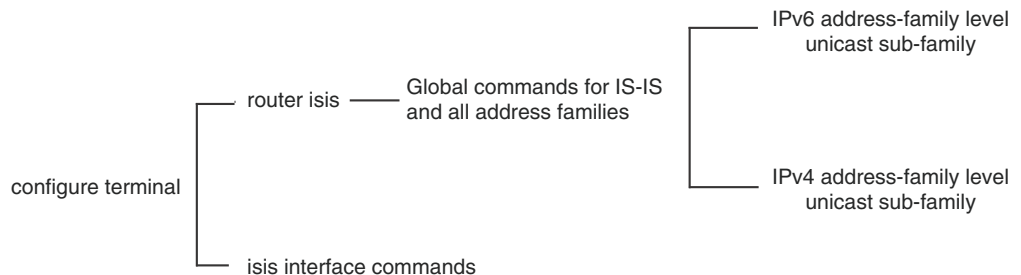 IPv6 address-family level
unicast sub-family
Global commands for IS-IS
and all address families
router isis
configure terminal
IPv4 address-family level
unicast sub-family
isis interface commands